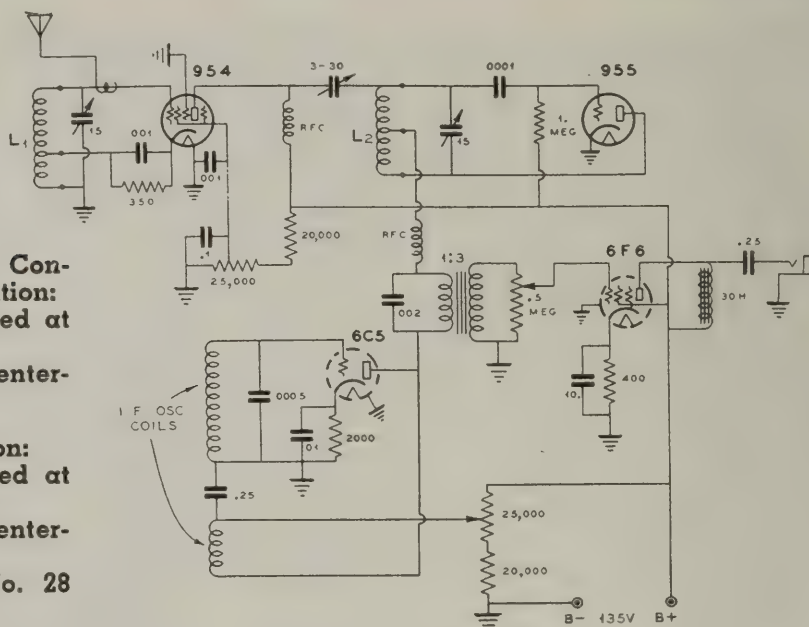 954
3-30
0001
955
L1
15
001
350
001
RFC
L2
15
1.
MEG
.1
25,000
20,000
RFC
1:3
002
.5
MEG
6F6
.25
30H
10.
400
Con-
tion:
ed at
enter-
on:
ed at
enter-
o. 28
I F OSC
COILS
6C5
0005
.01
2000
.25
25,000
20,000
B- 135V B+